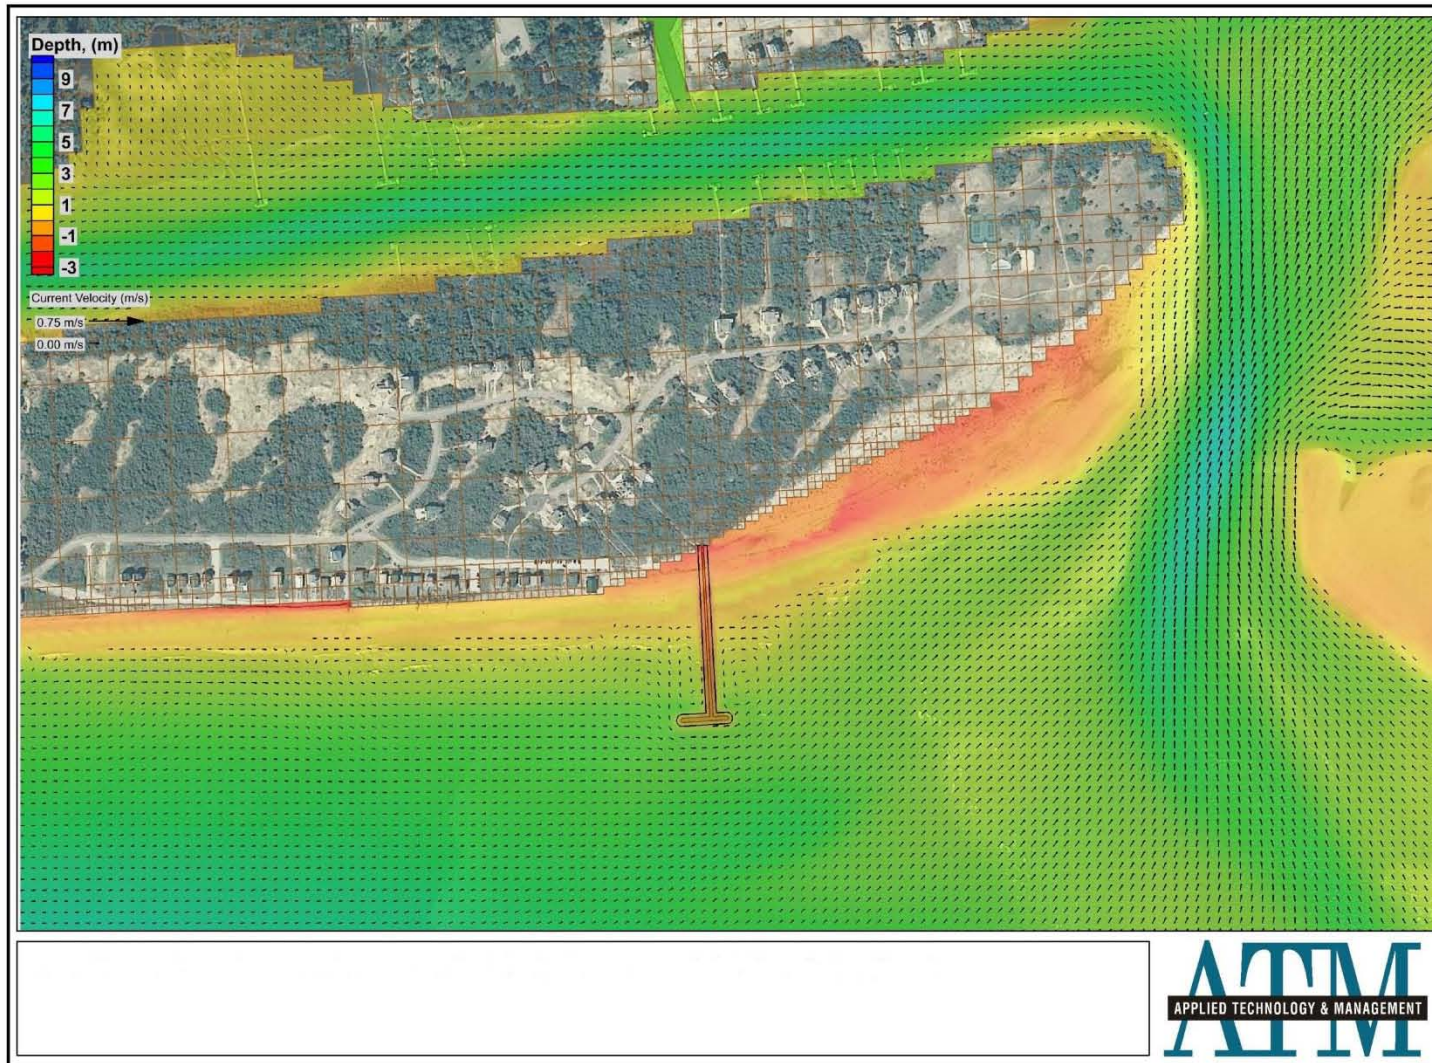 Depth, (m)
9
7
5
3
1
-1
-3
Current Velocity (m/s)
0.75 m/s
0.00 m/s
ATM
APPLIED TECHNOLOGY & MANAGEMENT